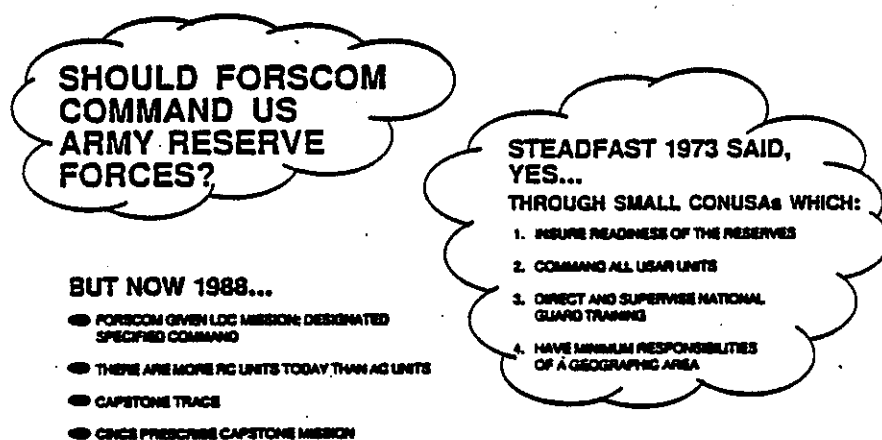 SHOULD FORSCOM
COMMAND US
ARMY RESERVE
FORCES?
STEADFAST 1973 SAID,
YES...
THROUGH SMALL CONUSAs WHICH:
1. INSURE READINESS OF THE RESERVES
2. COMMAND ALL USAR UNITS
3. DIRECT AND SUPERVISE NATIONAL
GUARD TRAINING
4. HAVE MINIMUM RESPONSIBILITIES
OF A GEOGRAPHIC AREA
BUT NOW 1988...
FORSCOM GIVEN LDC MISSION; DESIGNATED
SPECIFIED COMMAND
THERE ARE MORE RC UNITS TODAY THAN AC UNITS
CAPSTONE TRACE
CINCS PRESCRIBE CAPSTONE MISSION